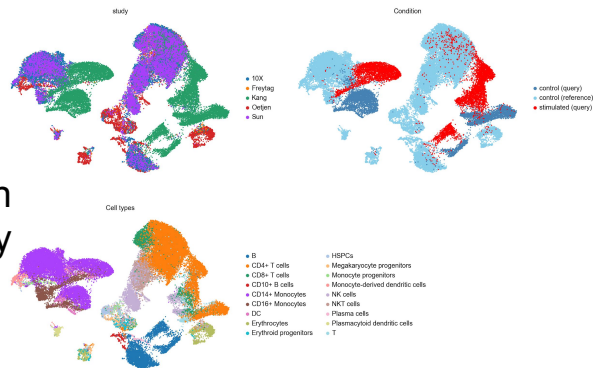 study
10X
Freytag
Kang
Oetjen
Sun
Condition
control (query)
control (reference)
stimulated (query)
n
y
Cell types
B
CD4+ T cells
CD8+ T cells
CD10+ B cells
CD14+ Monocytes
CD16+ Monocytes
DC
Erythrocytes
Erythroid progenitors
HSPCs
Megakaryocyte progenitors
Monocyte progenitors
Monocyte-derived dendritic cells
NK cells
NKT cells
Plasma cells
Plasmacytoid dendritic cells
T